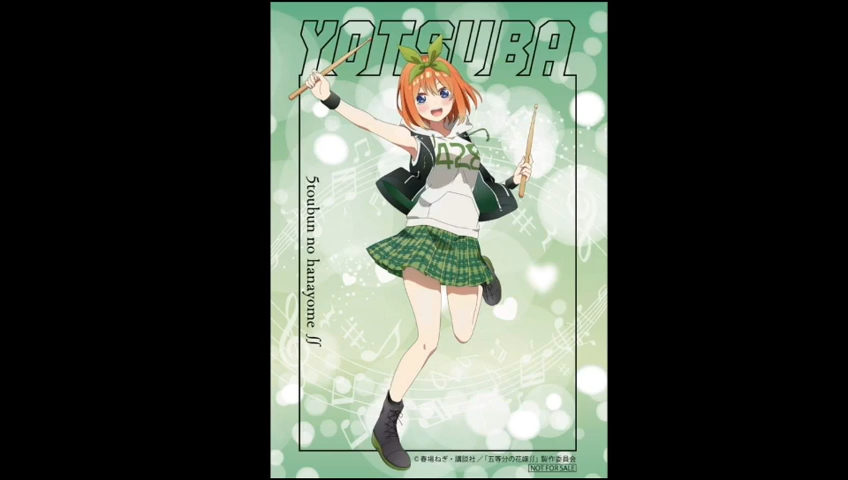 YOTSUBA
428
5toubun no hanayome ∬
©春場ねぎ・講談社／「五等分の花嫁∬」製作委員会
NOT FOR SALE